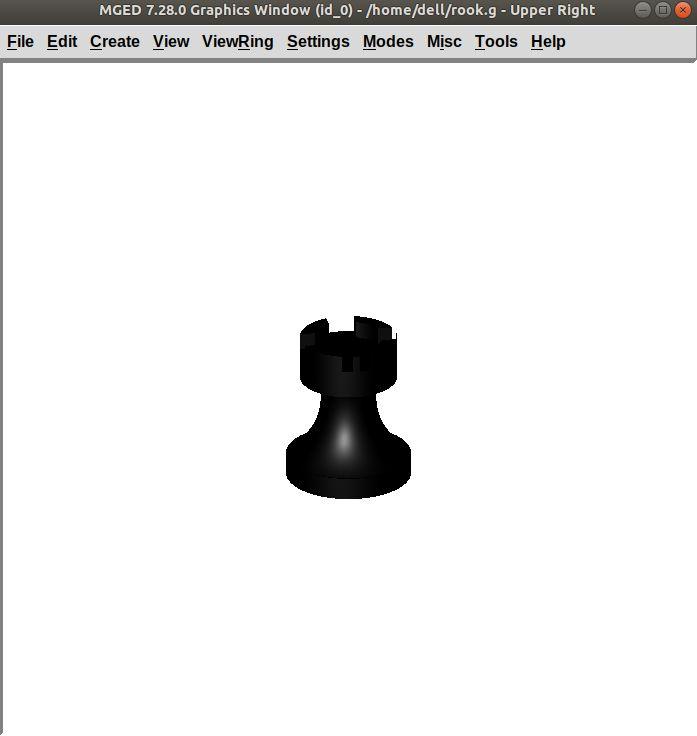 MGED 7.28.0 Graphics Window (id_0) - /home/dell/rook.g - Upper Right
File Edit Create View ViewRing Settings Modes Misc Tools Help